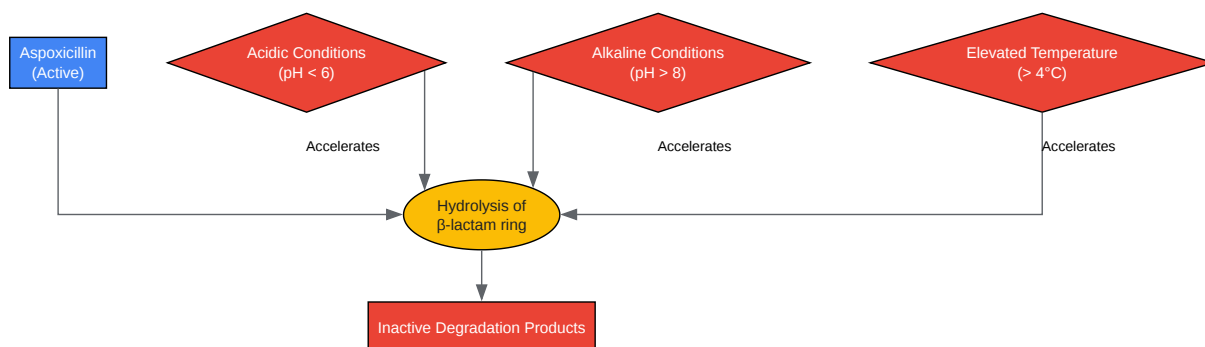 Aspoxicillin
(Active)
Acidic Conditions
(pH < 6)
Alkaline Conditions
(pH > 8)
Elevated Temperature
(> 4°C)
Accelerates
Accelerates
Accelerates
Hydrolysis of
β-lactam ring
Inactive Degradation Products